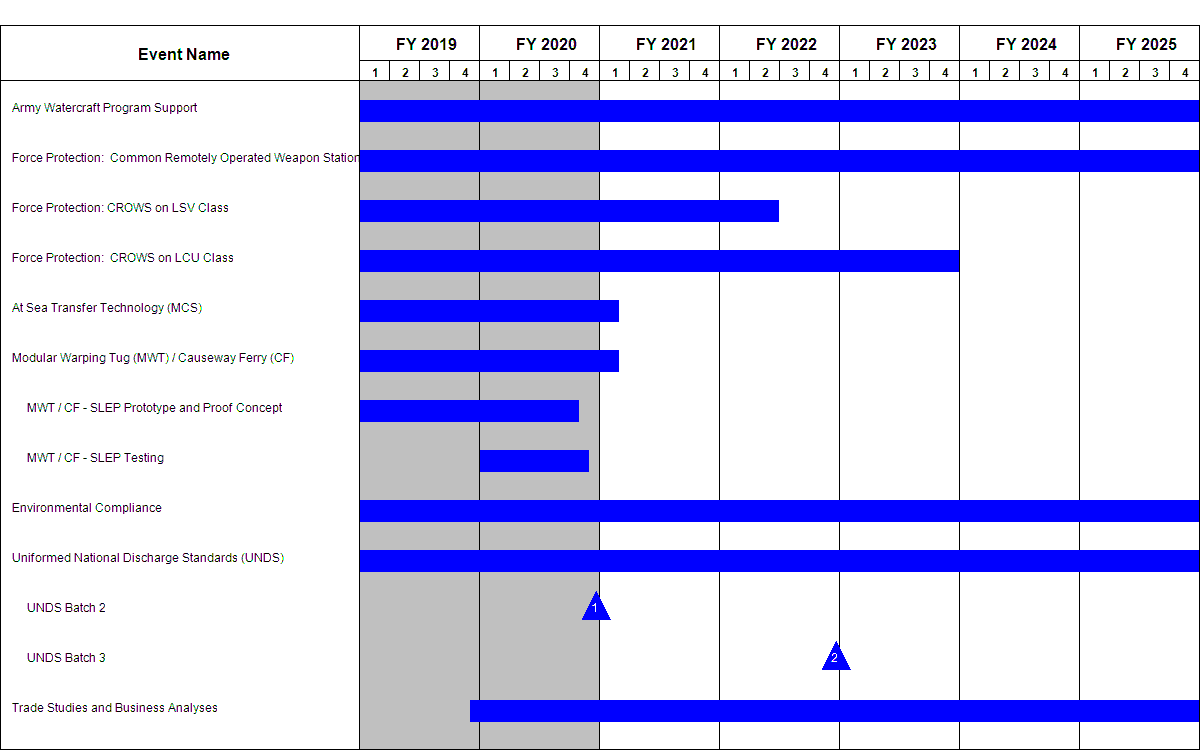 Event Name
FY 2019 FY 2020 FY 2021 FY 2022 FY 2023 FY 2024 FY 2025
1 2 3 4 1 2 3 4 1 2 3 4 1 2 3 4 1 2 3 4 1 2 3 4 1 2 3 4
Army Watercraft Program Support
Force Protection:  Common Remotely Operated Weapon Station
Force Protection: CROWS on LSV Class
Force Protection:  CROWS on LCU Class
At Sea Transfer Technology (MCS)
Modular Warping Tug (MWT) / Causeway Ferry (CF)
MWT / CF - SLEP Prototype and Proof Concept
MWT / CF - SLEP Testing
Environmental Compliance
Uniformed National Discharge Standards (UNDS)
UNDS Batch 2
1
UNDS Batch 3
2
Trade Studies and Business Analyses